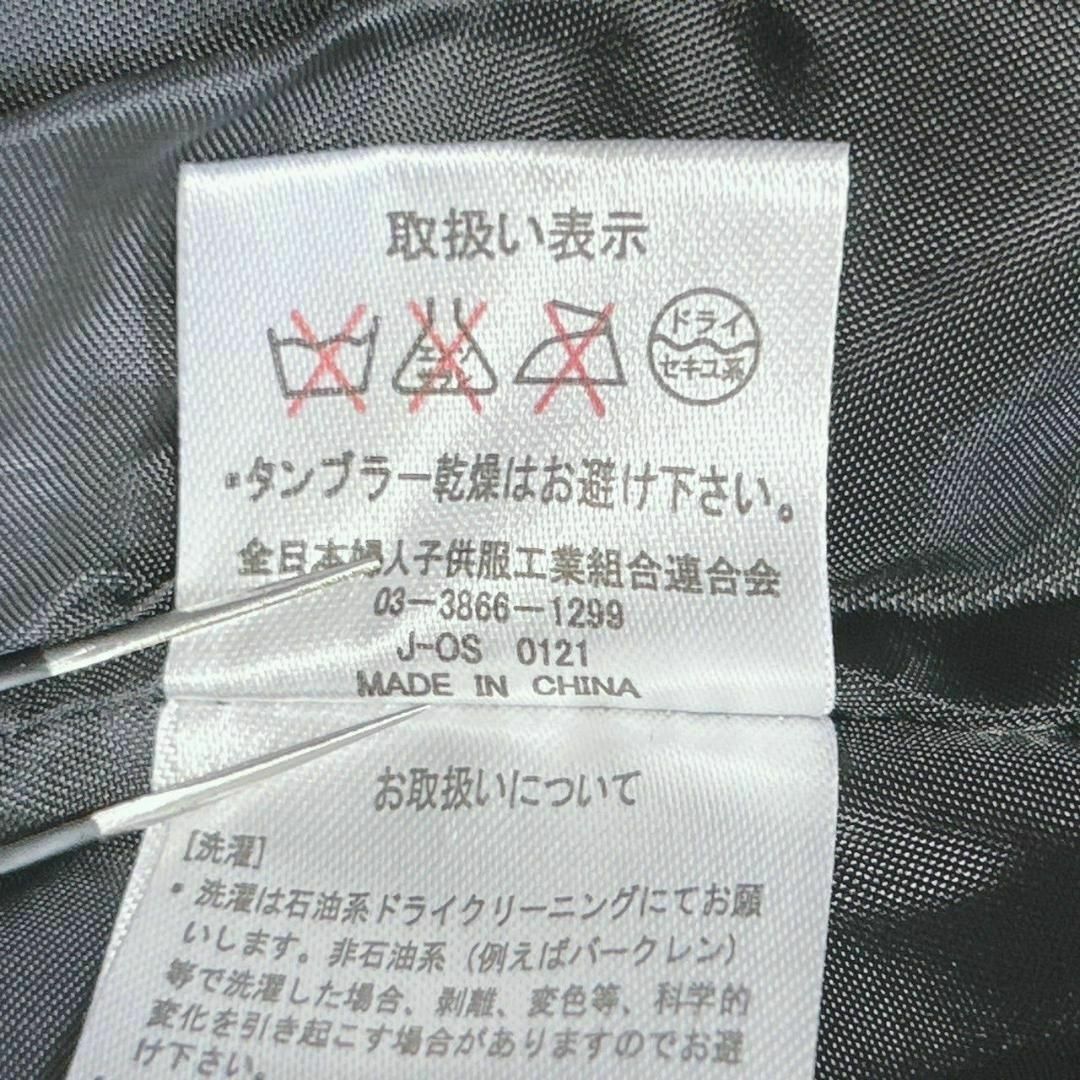 取扱い表示
エンソ
サラシ
ドライ
セキユ系
・タンブラー乾燥はお避け下さい。
全日本婦人子供服工業組合連合会
03-3866-1299
J-OS 0121
MADE IN CHINA
お取扱いについて
[洗濯]
・洗濯は石油系ドライクリーニングにてお願
いします。非石油系(例えばパークレン)
等で洗濯した場合、剥離、変色等、科学的
変化を引き起こす場合がありますのでお避
け下さい。